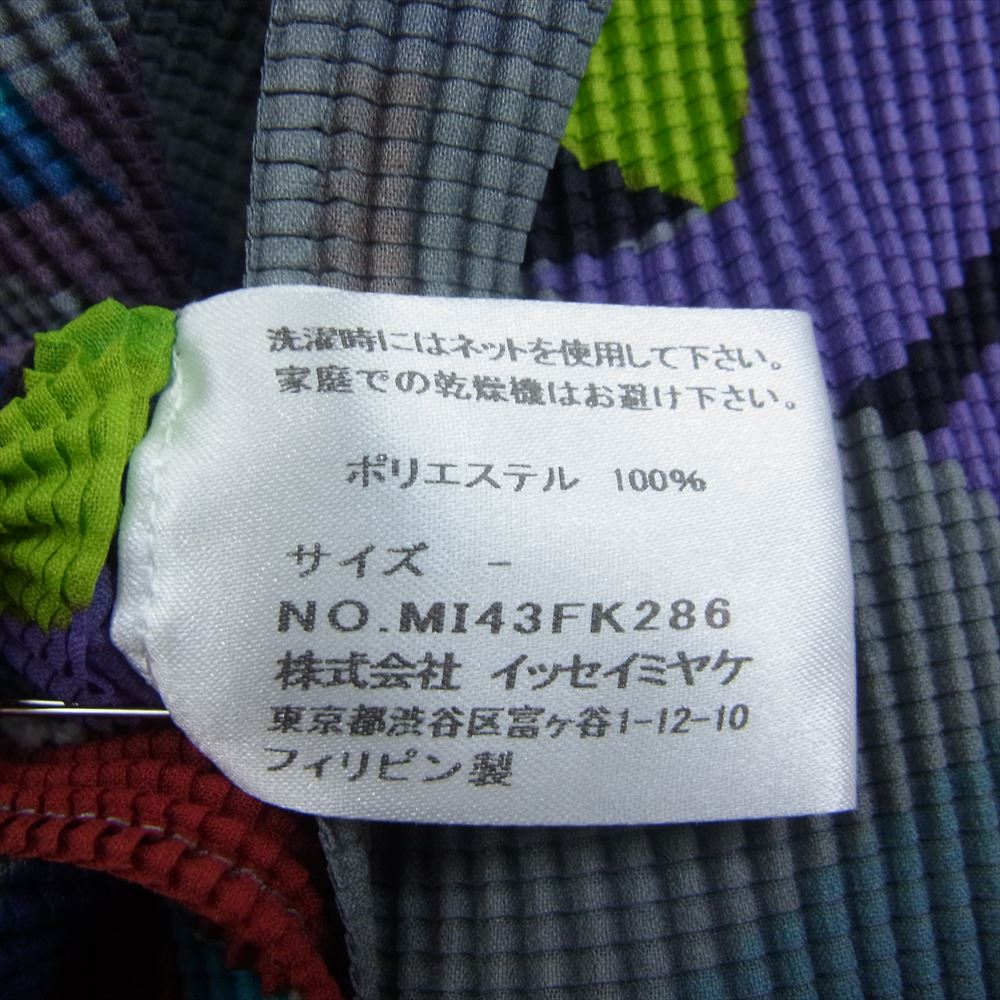 洗濯時にはネットを使用して下さい。
家庭での乾燥機はお避け下さい。
ポリエステル 100%
サイズ -
NO.MI43FK286
株式会社 イッセイミヤケ
東京都渋谷区富ヶ谷1-12-10
フィリピン製